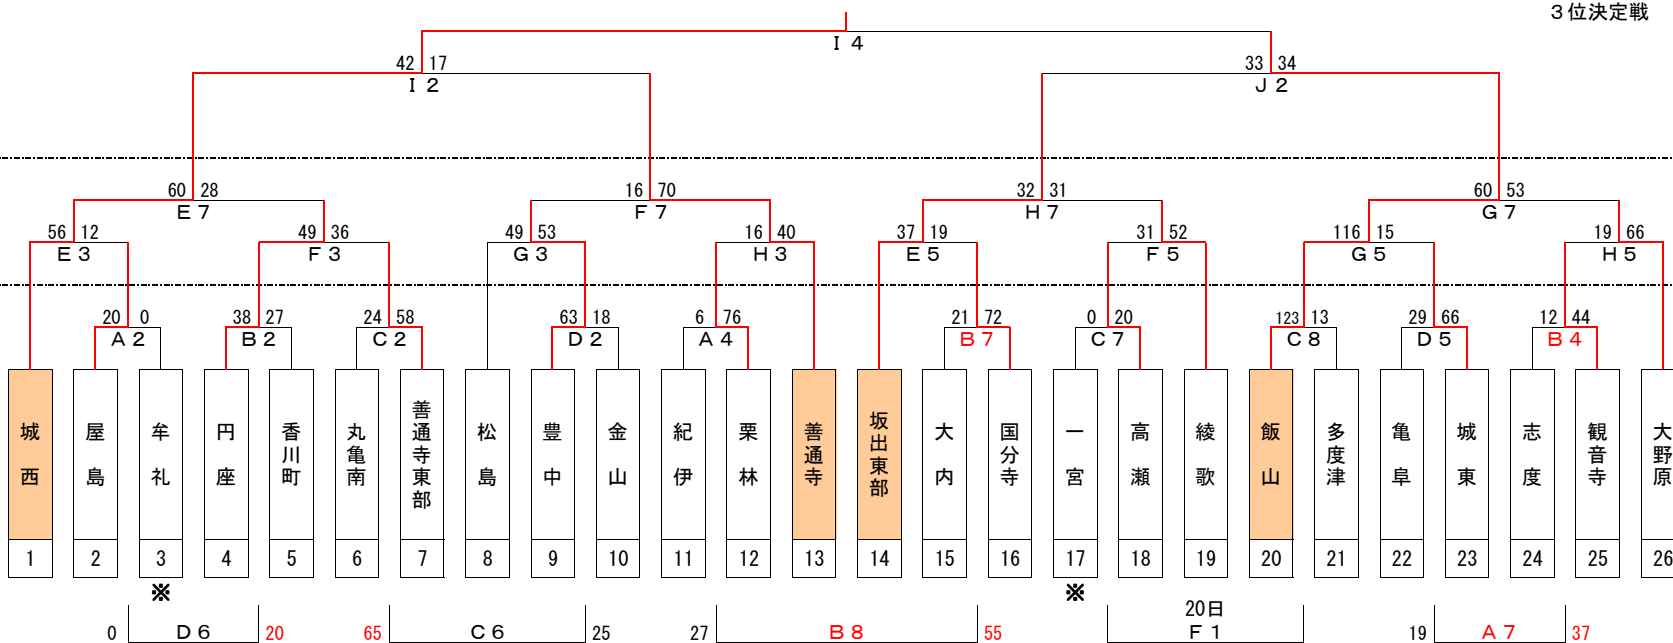 ３位決定戦
Ｉ４
42 17
33 34
Ｉ２
Ｊ２
60 28
16 70
32 31
60 53
Ｅ７
Ｆ７
Ｈ７
Ｇ７
56 12
49 36
49 53
16 40
37 19
31 52
116 15
19 66
Ｅ３
Ｆ３
Ｇ３
Ｈ３
Ｅ５
Ｆ５
Ｇ５
Ｈ５
20 0
38 27
24 58
63 18
6 76
21 72
0 20
123 13
29 66
12 44
Ａ２
Ｂ２
Ｃ２
Ｄ２
Ａ４
Ｂ７
Ｃ７
Ｃ８
Ｄ５
Ｂ４
城西
屋島
牟礼
円座
香川町
丸亀南
善通寺東部
松島
豊中
金山
紀伊
栗林
善通寺
坂出東部
大内
国分寺
一宮
高瀬
綾歌
飯山
多度津
亀阜
城東
志度
観音寺
大野原
1 2 3 4 5 6 7 8 9 10 11 12 13 14 15 16 17 18 19 20 21 22 23 24 25 26
※
※
20日
0 Ｄ６ 20
65 Ｃ６ 25
27 Ｂ８ 55
Ｆ１
19 Ａ７ 37